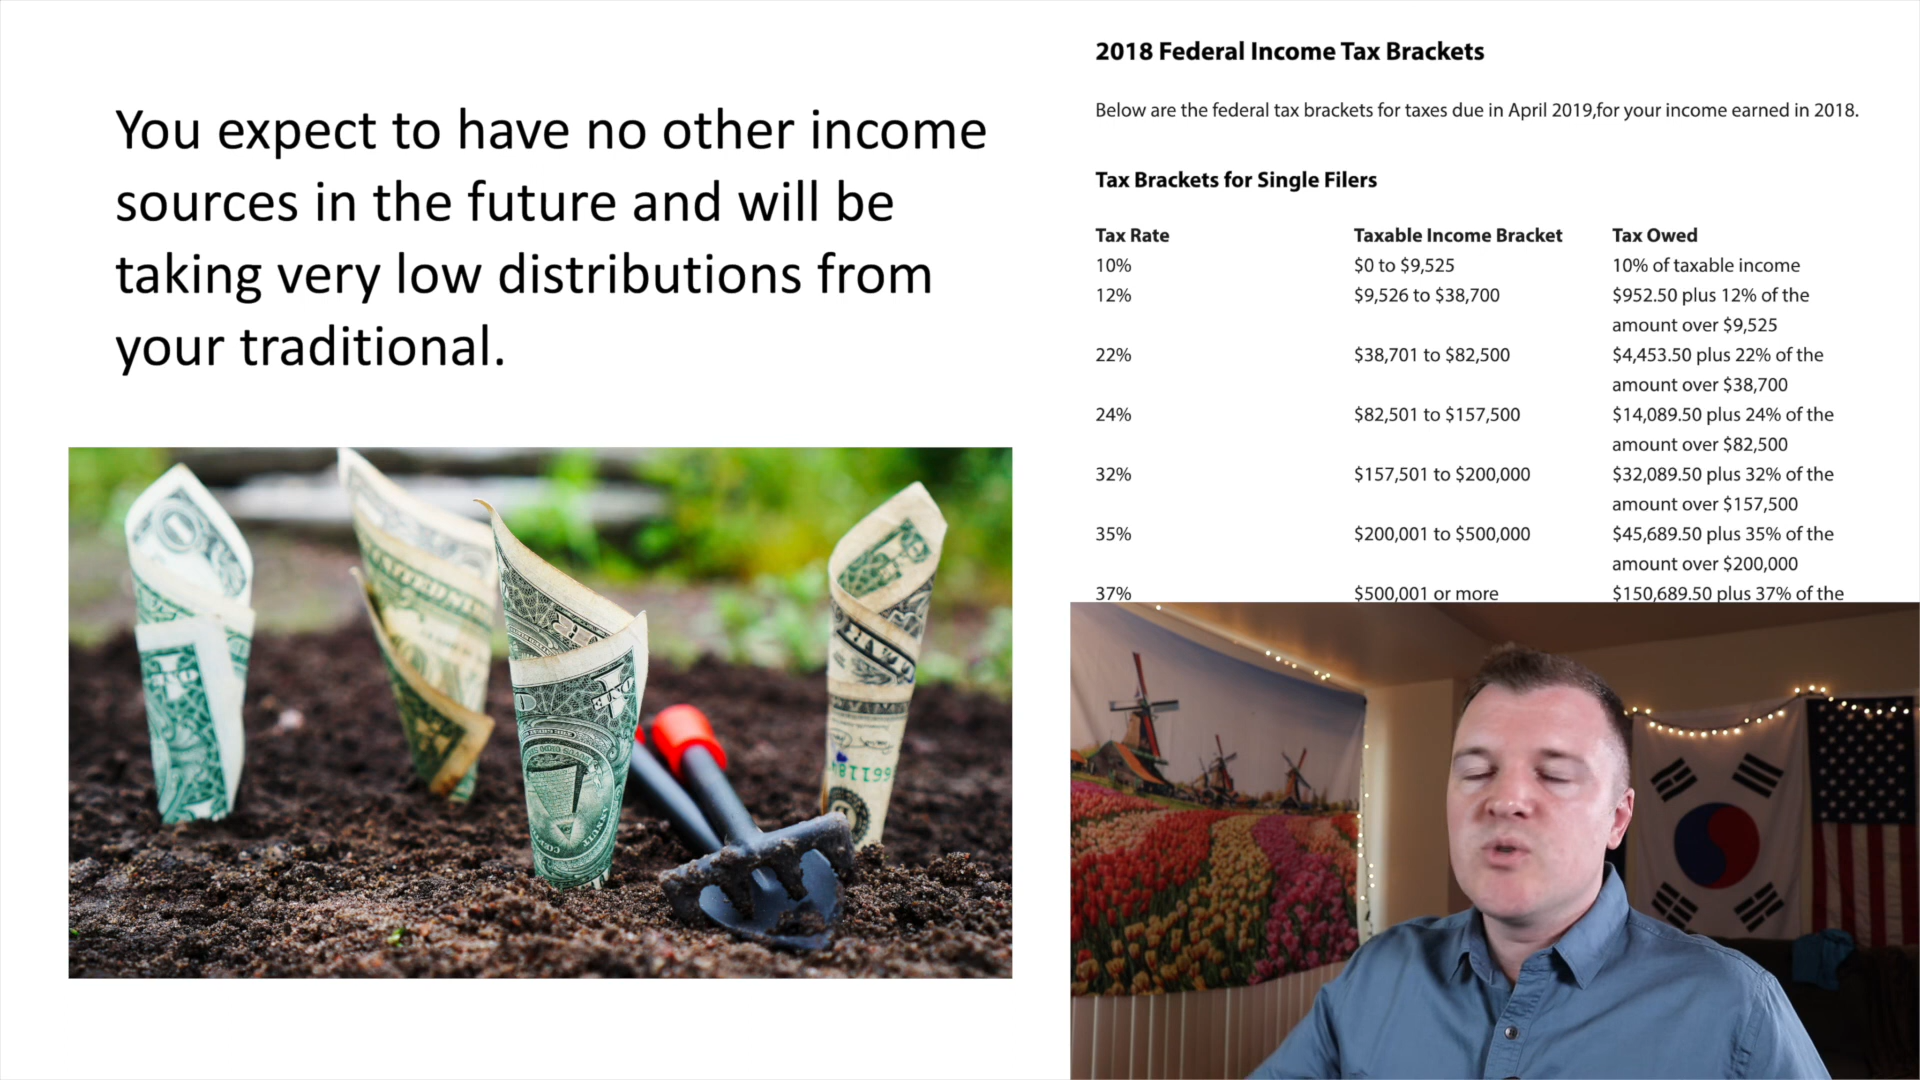 You expect to have no other income
sources in the future and will be
taking very low distributions from
your traditional.
2018 Federal Income Tax Brackets
Below are the federal tax brackets for taxes due in April 2019,for your income earned in 2018.
Tax Brackets for Single Filers
Tax Rate Taxable Income Bracket Tax Owed
10% $0 to $9,525 10% of taxable income
12% $9,526 to $38,700 $952.50 plus 12% of the
amount over $9,525
22% $38,701 to $82,500 $4,453.50 plus 22% of the
amount over $38,700
24% $82,501 to $157,500 $14,089.50 plus 24% of the
amount over $82,500
32% $157,501 to $200,000 $32,089.50 plus 32% of the
amount over $157,500
35% $200,001 to $500,000 $45,689.50 plus 35% of the
amount over $200,000
37% $500,001 or more $150,689.50 plus 37% of the